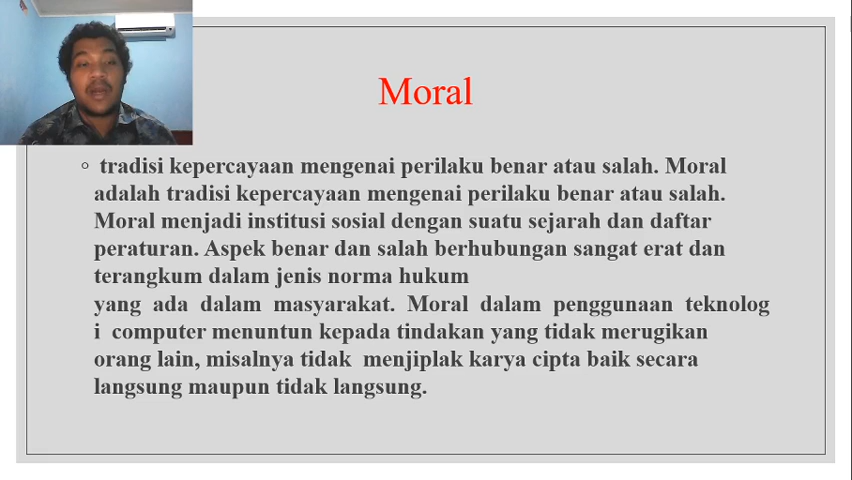 Moral
tradisi kepercayaan mengenai perilaku benar atau salah. Moral
adalah tradisi kepercayaan mengenai perilaku benar atau salah.
Moral menjadi institusi sosial dengan suatu sejarah dan daftar
peraturan. Aspek benar dan salah berhubungan sangat erat dan
terangkum dalam jenis norma hukum
yang ada dalam masyarakat. Moral dalam penggunaan teknolog
i computer menuntun kepada tindakan yang tidak merugikan
orang lain, misalnya tidak menjiplak karya cipta baik secara
langsung maupun tidak langsung.